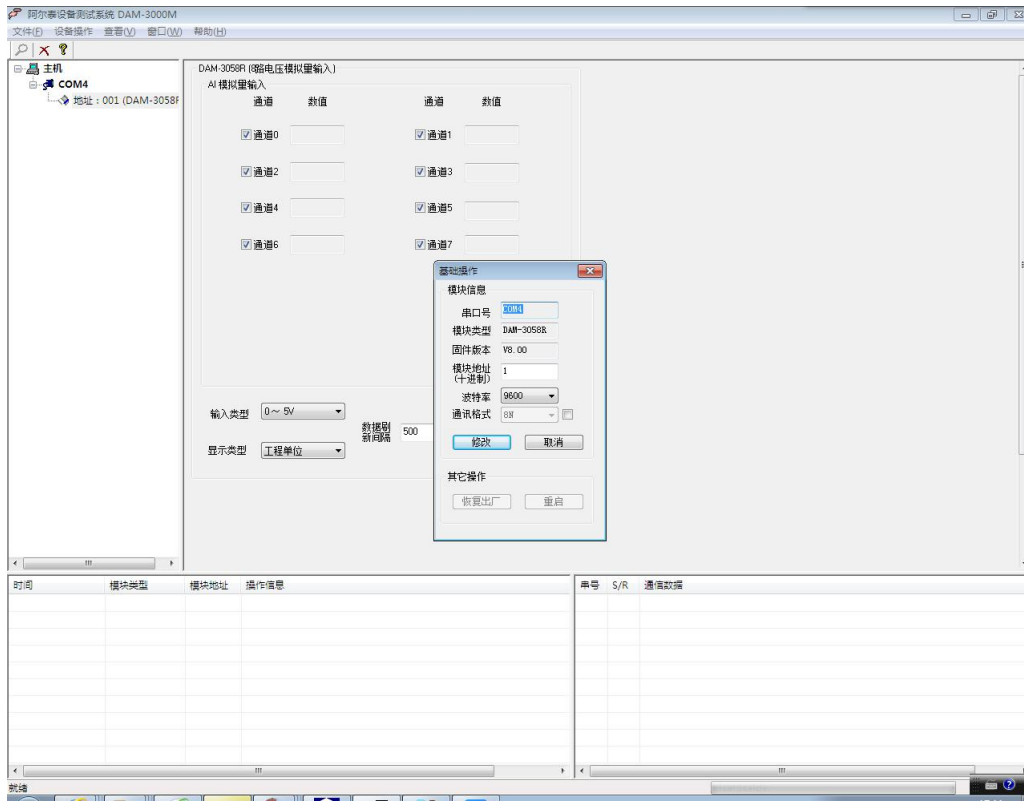 阿尔泰设备测试系统 DAM-3000M
文件(F) 设备操作 查看(V) 窗口(W) 帮助(H)
主机
COM4
地址：001 (DAM-3058F
DAM-3058R (8路电压模拟量输入)
AI 模拟量输入
通道 数值 通道 数值
通道0 通道1
通道2 通道3
通道4 通道5
通道6 通道7
输入类型 0～ 5V
显示类型 工程单位
数据刷
新间隔 500
基础操作
模块信息
串口号 COM4
模块类型 DAM-3058R
固件版本 V8.00
模块地址
(十进制) 1
波特率 9600
通讯格式 8N
修改 取消
其它操作
恢复出厂 重启
时间 模块类型 模块地址 操作信息
串号 S/R 通信数据
就绪